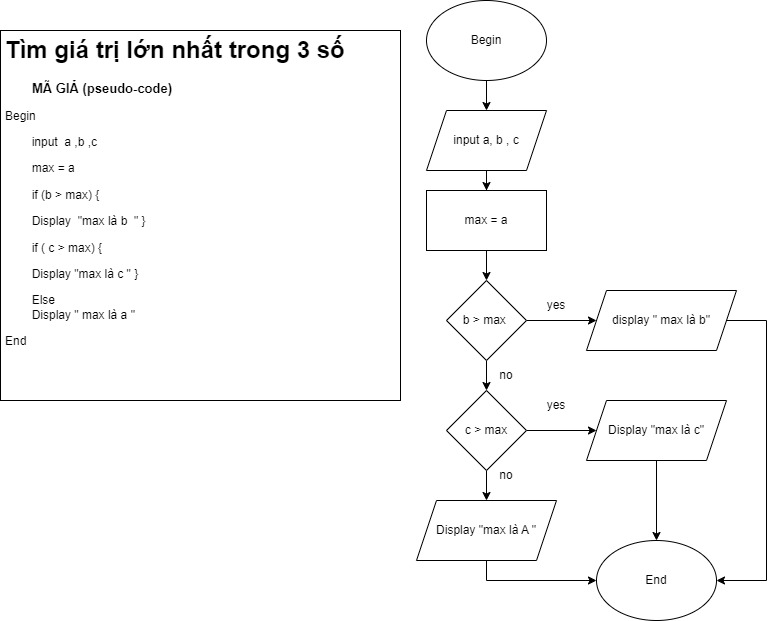 Tìm giá trị lớn nhất trong 3 số
MÃ GIẢ (pseudo-code)
Begin
input a ,b ,c
max = a
if (b > max) {
Display "max là b " }
if ( c > max) {
Display "max là c " }
Else
Display " max là a "
End
Begin
input a, b , c
max = a
b > max
yes
display " max là b"
no
c > max
yes
Display "max là c"
no
Display "max là A "
End